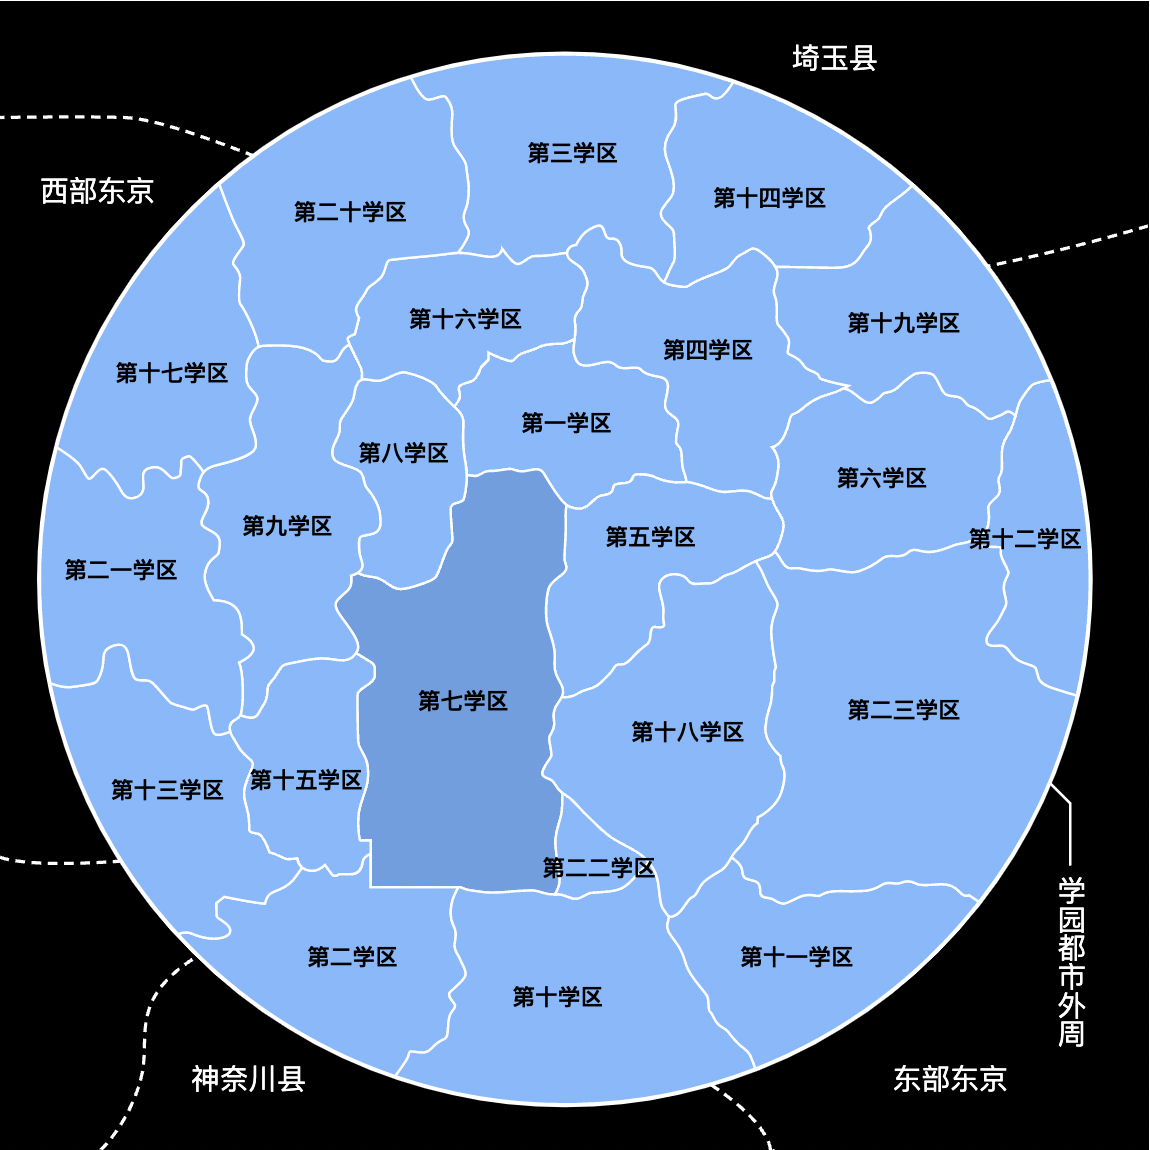 埼玉县
第三学区
西部东京
第十四学区
第二十学区
第十六学区
第十九学区
第四学区
第十七学区
第一学区
第八学区
第六学区
第九学区
第五学区
第十二学区
第二一学区
第七学区
第二三学区
第十八学区
第十五学区
第十三学区
第二二学区
学园都市外周
第二学区
第十一学区
第十学区
神奈川县
东部东京